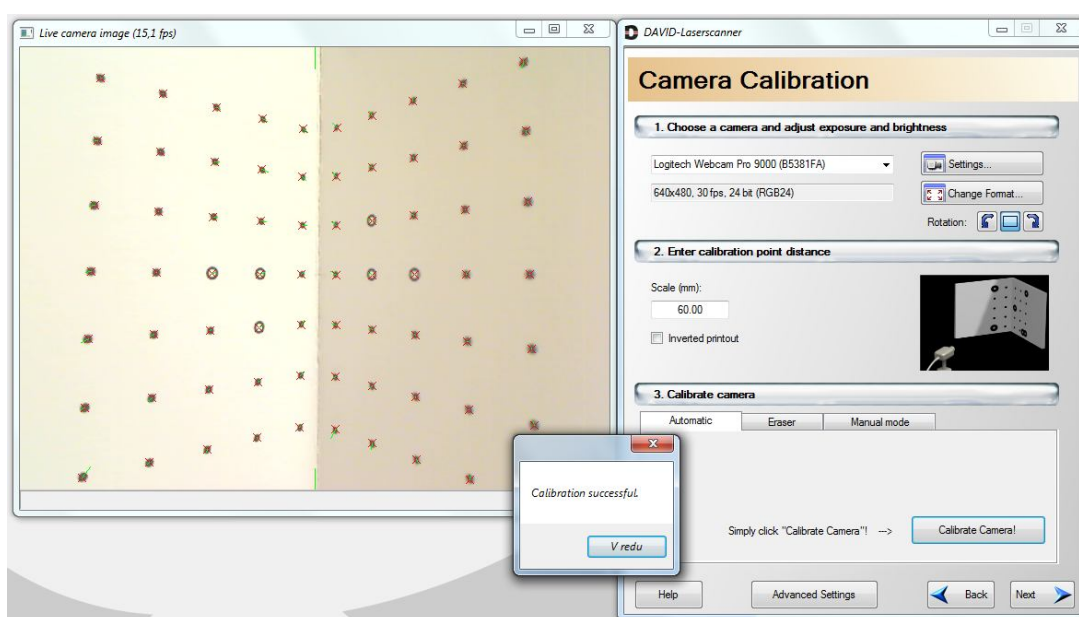 Live camera image (15,1 fps)
DAVID-Laserscanner
Camera Calibration
1. Choose a camera and adjust exposure and brightness
Logitech Webcam Pro 9000 (B5381FA)
Settings...
640x480, 30 fps, 24 bit (RGB24)
Change Format...
Rotation:
2. Enter calibration point distance
Scale (mm):
60.00
Inverted printout
3. Calibrate camera
Automatic
Eraser
Manual mode
Calibration successful.
V redu
Simply click "Calibrate Camera"! -->
Calibrate Camera!
Help
Advanced Settings
Back
Next